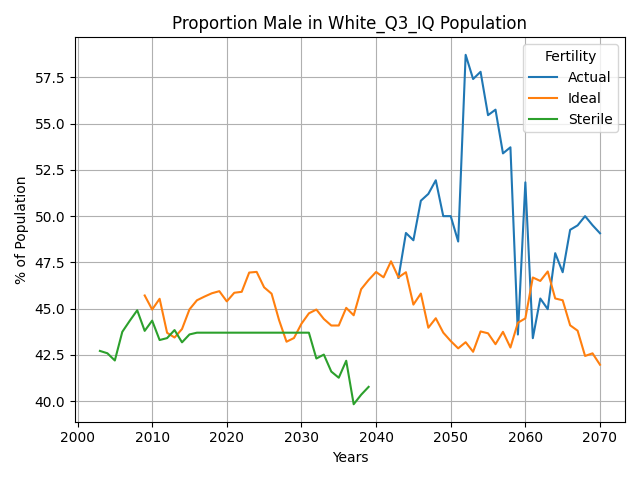 Proportion Male in White_Q3_IQ Population
Fertility
Actual
Ideal
Sterile
% of Population
57.5
55.0
52.5
50.0
47.5
45.0
42.5
40.0
2000 2010 2020 2030 2040 2050 2060 2070
Years